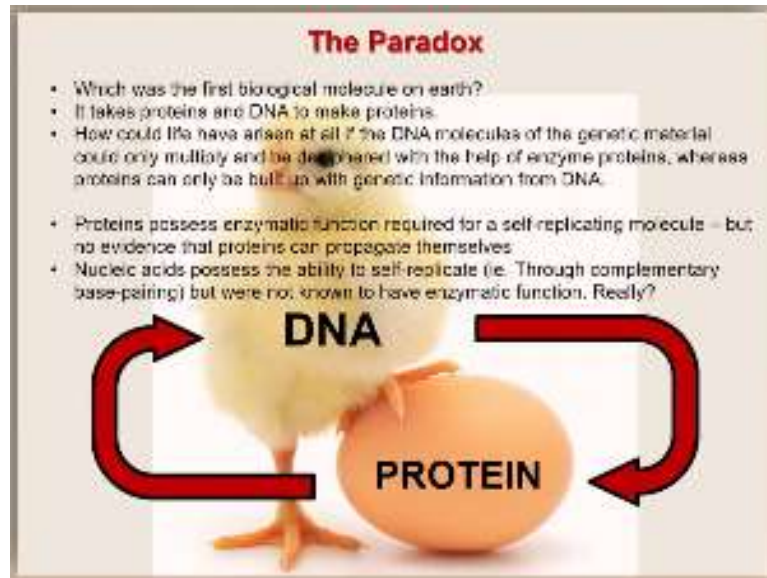 The Paradox
• Which was the first biological molecule on earth?
• It takes proteins and DNA to make proteins.
• How could life have arisen at all if the DNA molecules of the genetic material
could only multiply and be deciphered with the help of enzyme proteins, whereas
proteins can only be built up with genetic information from DNA.
• Proteins possess enzymatic function required for a self-replicating molecule – but
no evidence that proteins can propagate themselves
• Nucleic acids possess the ability to self-replicate (ie. Through complementary
base-pairing) but were not known to have enzymatic function. Really?
DNA
PROTEIN